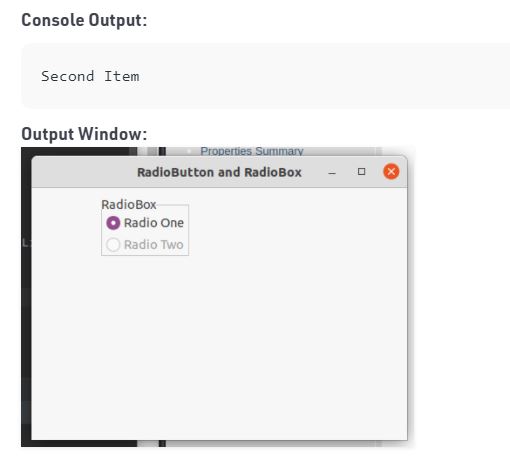 Console Output:
Second Item
Output Window:
Properties Summary
RadioButton and RadioBox
RadioBox
Radio One
Radio Two